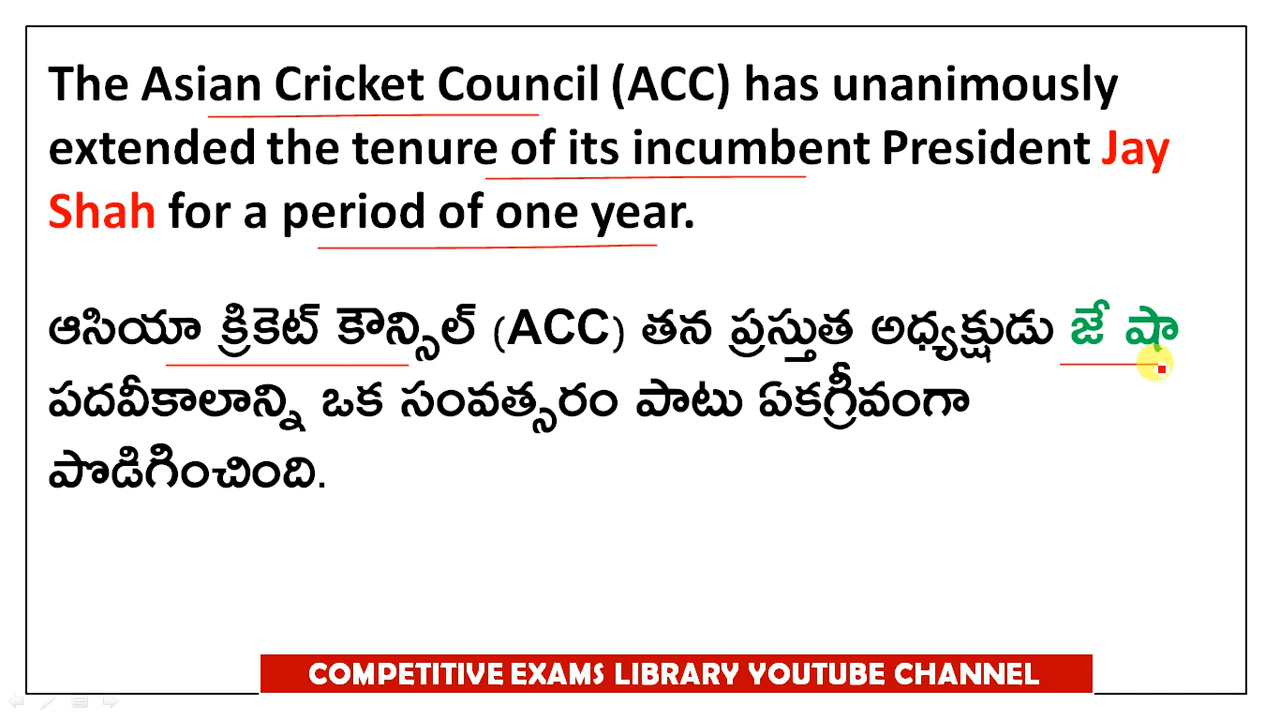 The Asian Cricket Council (ACC) has unanimously
extended the tenure of its incumbent President Jay
Shah for a period of one year.
ఆసియా క్రికెట్ కౌన్సిల్ (ACC) తన ప్రస్తుత అధ్యక్షుడు జే షా
పదవీకాలాన్ని ఒక సంవత్సరం పాటు ఏకగ్రీవంగా
పొడిగించింది.
COMPETITIVE EXAMS LIBRARY YOUTUBE CHANNEL